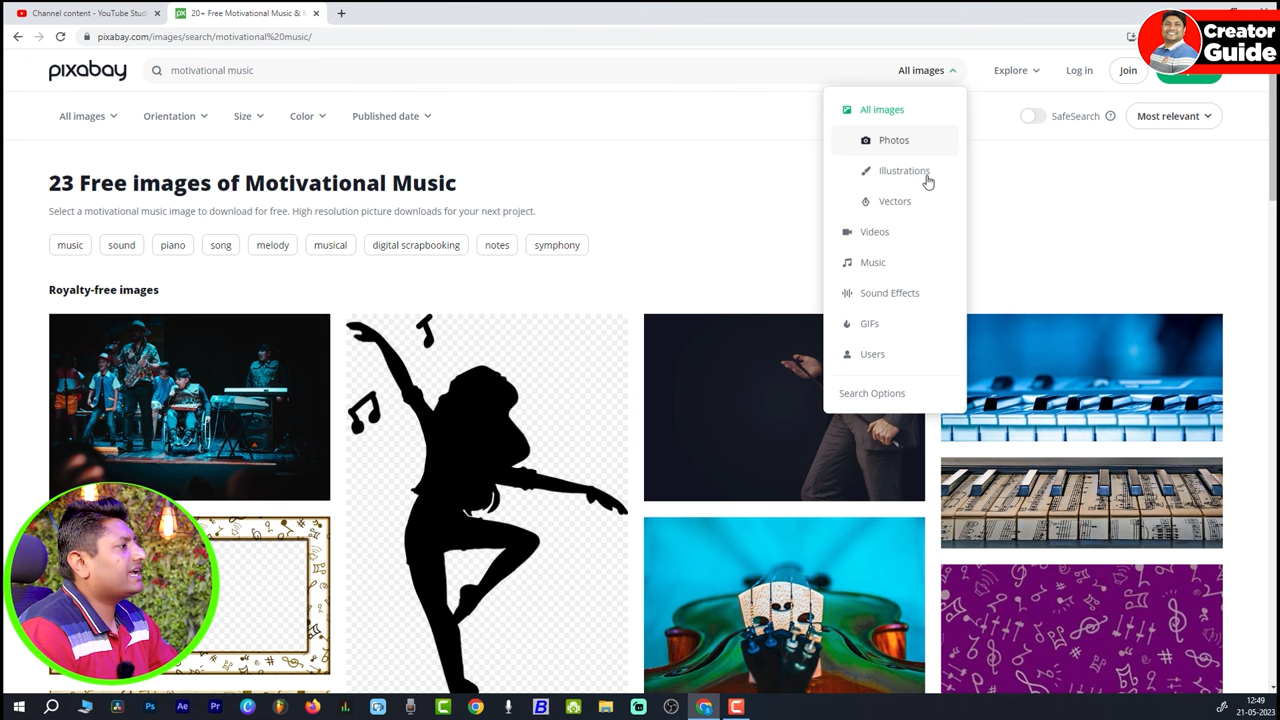 Channel content - YouTube Studi
20+ Free Motivational Music & M
pixabay.com/images/search/motivational%20music/
Creator
Guide
pixabay
motivational music
All images
Explore
Log in
Join
All images
Orientation
Size
Color
Published date
SafeSearch
Most relevant
All images
Photos
Illustrations
Vectors
Videos
Music
Sound Effects
GIFs
Users
Search Options
23 Free images of Motivational Music
Select a motivational music image to download for free. High resolution picture downloads for your next project.
music
sound
piano
song
melody
musical
digital scrapbooking
notes
symphony
Royalty-free images
12:49
21-05-2023